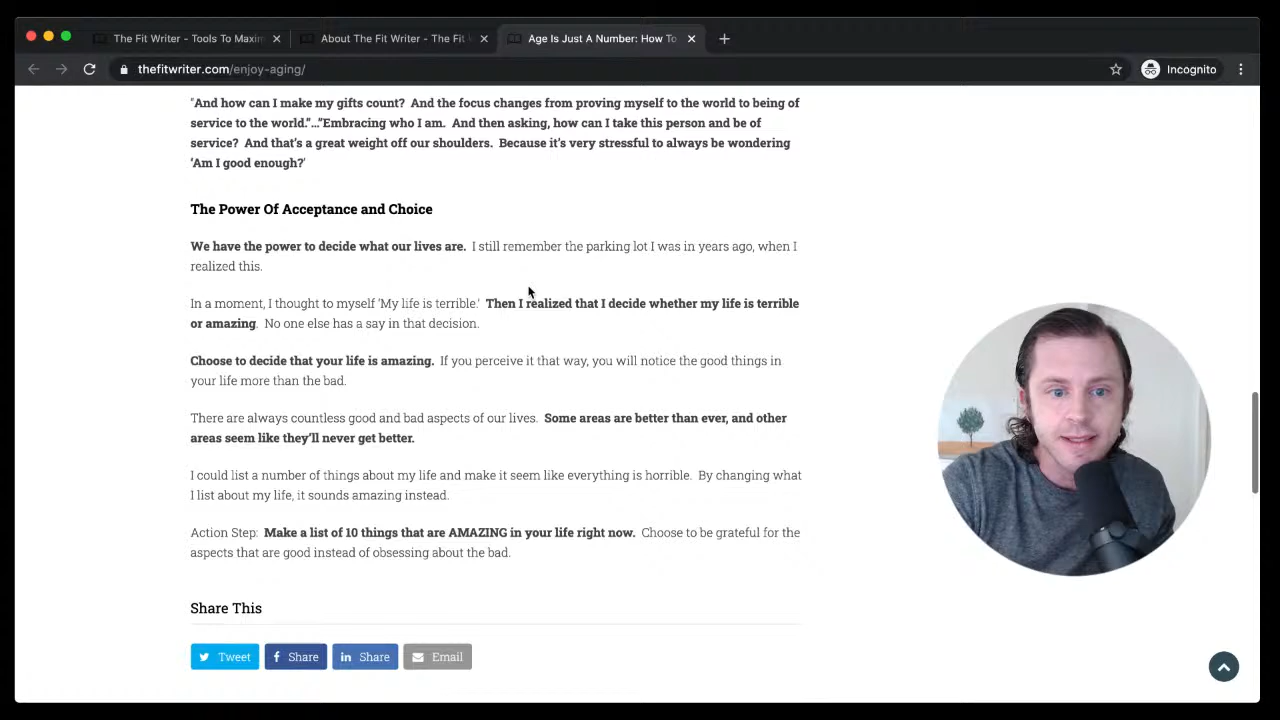 The Fit Writer - Tools To Maxin
About The Fit Writer - The Fit
Age Is Just A Number: How To
thefitwriter.com/enjoy-aging/
Incognito
"And how can I make my gifts count? And the focus changes from proving myself to the world to being of
service to the world."..."Embracing who I am. And then asking, how can I take this person and be of
service? And that's a great weight off our shoulders. Because it's very stressful to always be wondering
'Am I good enough?'
The Power Of Acceptance and Choice
We have the power to decide what our lives are. I still remember the parking lot I was in years ago, when I
realized this.
In a moment, I thought to myself 'My life is terrible.' Then I realized that I decide whether my life is terrible
or amazing. No one else has a say in that decision.
Choose to decide that your life is amazing. If you perceive it that way, you will notice the good things in
your life more than the bad.
There are always countless good and bad aspects of our lives. Some areas are better than ever, and other
areas seem like they'll never get better.
I could list a number of things about my life and make it seem like everything is horrible. By changing what
I list about my life, it sounds amazing instead.
Action Step: Make a list of 10 things that are AMAZING in your life right now. Choose to be grateful for the
aspects that are good instead of obsessing about the bad.
Share This
Tweet
Share
Share
Email